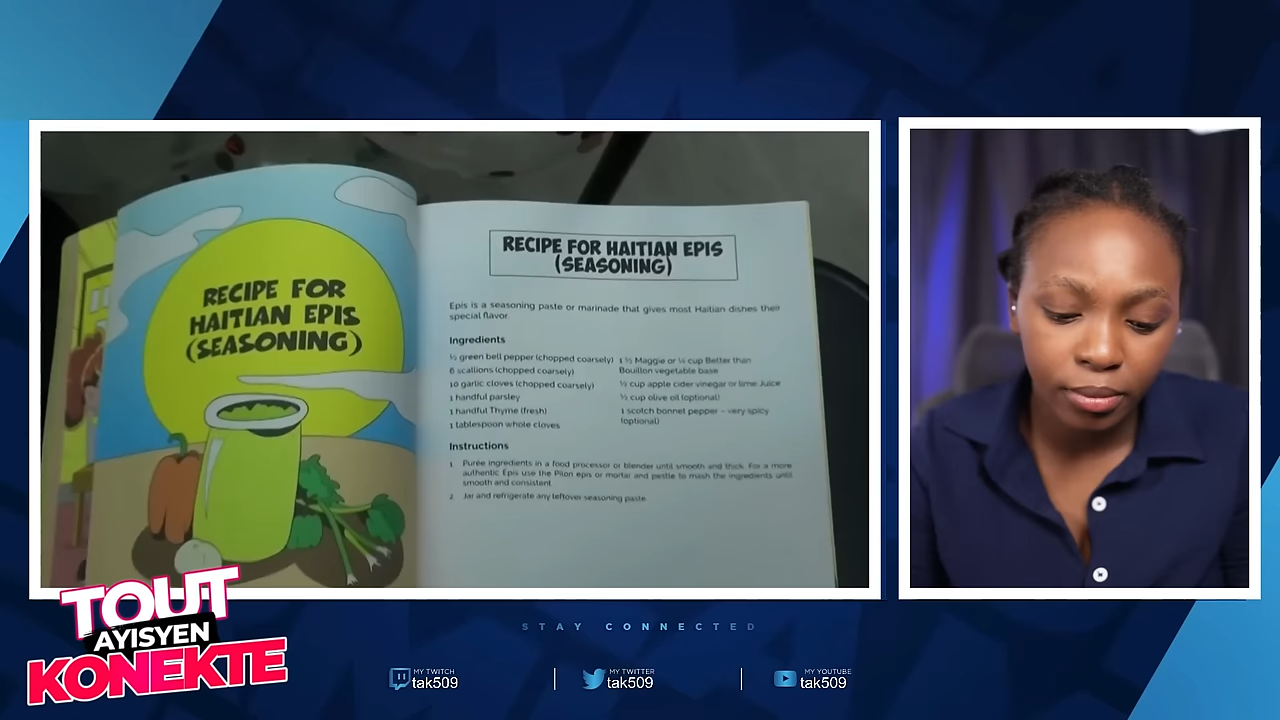 RECIPE FOR
HAITIAN EPIS
(SEASONING)
RECIPE FOR HAITIAN EPIS
(SEASONING)
Epis is a seasoning paste or marinade that gives most Haitian dishes their
special flavor.
Ingredients
½ green bell pepper (chopped coarsely)
6 scallions (chopped coarsely)
10 garlic cloves (chopped coarsely)
1 handful parsley
1 handful Thyme (fresh)
1 tablespoon whole cloves
1 ½ Maggie or ¼ cup Better than
Bouillon vegetable base
½ cup apple cider vinegar or lime Juice
½ cup olive oil (optional)
1 scotch bonnet pepper – very spicy
(optional)
Instructions
1 Puree ingredients in a food processor or blender until smooth and thick. For a more
authentic Epis use the Pilon epis or mortar and pestle to mash the ingredients until
smooth and consistent.
2 Jar and refrigerate any leftover seasoning paste.
TOUT
AYISYEN
KONEKTE
STAY CONNECTED
MY TWITCH
tak509
MY TWITTER
tak509
MY YOUTUBE
tak509